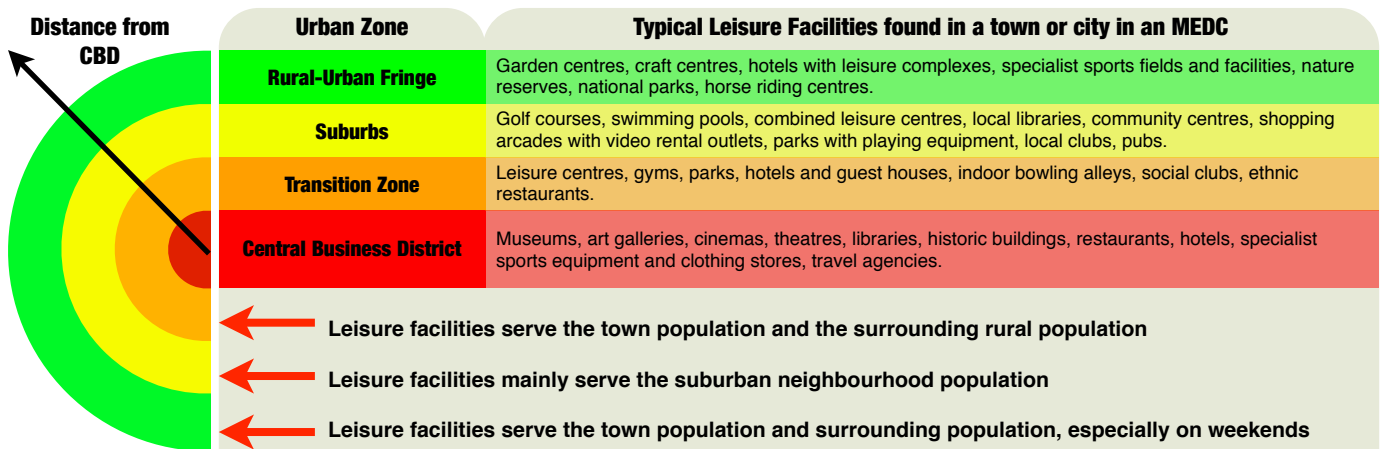 Distance from
CBD
Urban Zone
Typical Leisure Facilities found in a town or city in an MEDC
Rural-Urban Fringe
Garden centres, craft centres, hotels with leisure complexes, specialist sports fields and facilities, nature
reserves, national parks, horse riding centres.
Suburbs
Golf courses, swimming pools, combined leisure centres, local libraries, community centres, shopping
arcades with video rental outlets, parks with playing equipment, local clubs, pubs.
Transition Zone
Leisure centres, gyms, parks, hotels and guest houses, indoor bowling alleys, social clubs, ethnic
restaurants.
Central Business District
Museums, art galleries, cinemas, theatres, libraries, historic buildings, restaurants, hotels, specialist
sports equipment and clothing stores, travel agencies.
Leisure facilities serve the town population and the surrounding rural population
Leisure facilities mainly serve the suburban neighbourhood population
Leisure facilities serve the town population and surrounding population, especially on weekends